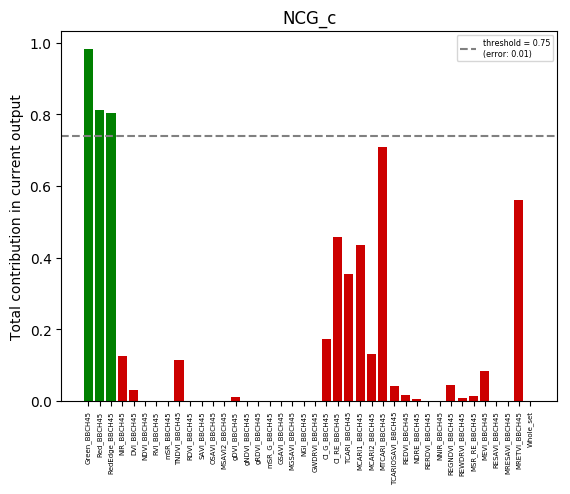 NCG_c
threshold = 0.75
(error: 0.01)
Total contribution in current output
1.0
0.8
0.6
0.4
0.2
0.0
Green_BBCH45
Red_BBCH45
RedEdge_BBCH45
NIR_BBCH45
DVI_BBCH45
NDVI_BBCH45
RVI_BBCH45
mSR_BBCH45
TNDVI_BBCH45
RDVI_BBCH45
SAVI_BBCH45
OSAVI_BBCH45
MSAVI2_BBCH45
gDVI_BBCH45
gNDVI_BBCH45
gRDVI_BBCH45
mSR_G_BBCH45
GSAVI_BBCH45
MGSAVI_BBCH45
NGI_BBCH45
GWDRVI_BBCH45
CI_G_BBCH45
CI_RE_BBCH45
TCARI_BBCH45
MCARI1_BBCH45
MCARI2_BBCH45
MTCARI_BBCH45
TCARIOSAVI_BBCH45
REDVI_BBCH45
NDRE_BBCH45
RERDVI_BBCH45
NNIR_BBCH45
REGNDVI_BBCH45
REWDRVI_BBCH45
MSR_RE_BBCH45
MEVI_BBCH45
RESAVI_BBCH45
MRESAVI_BBCH45
MRETVI_BBCH45
Whole_set